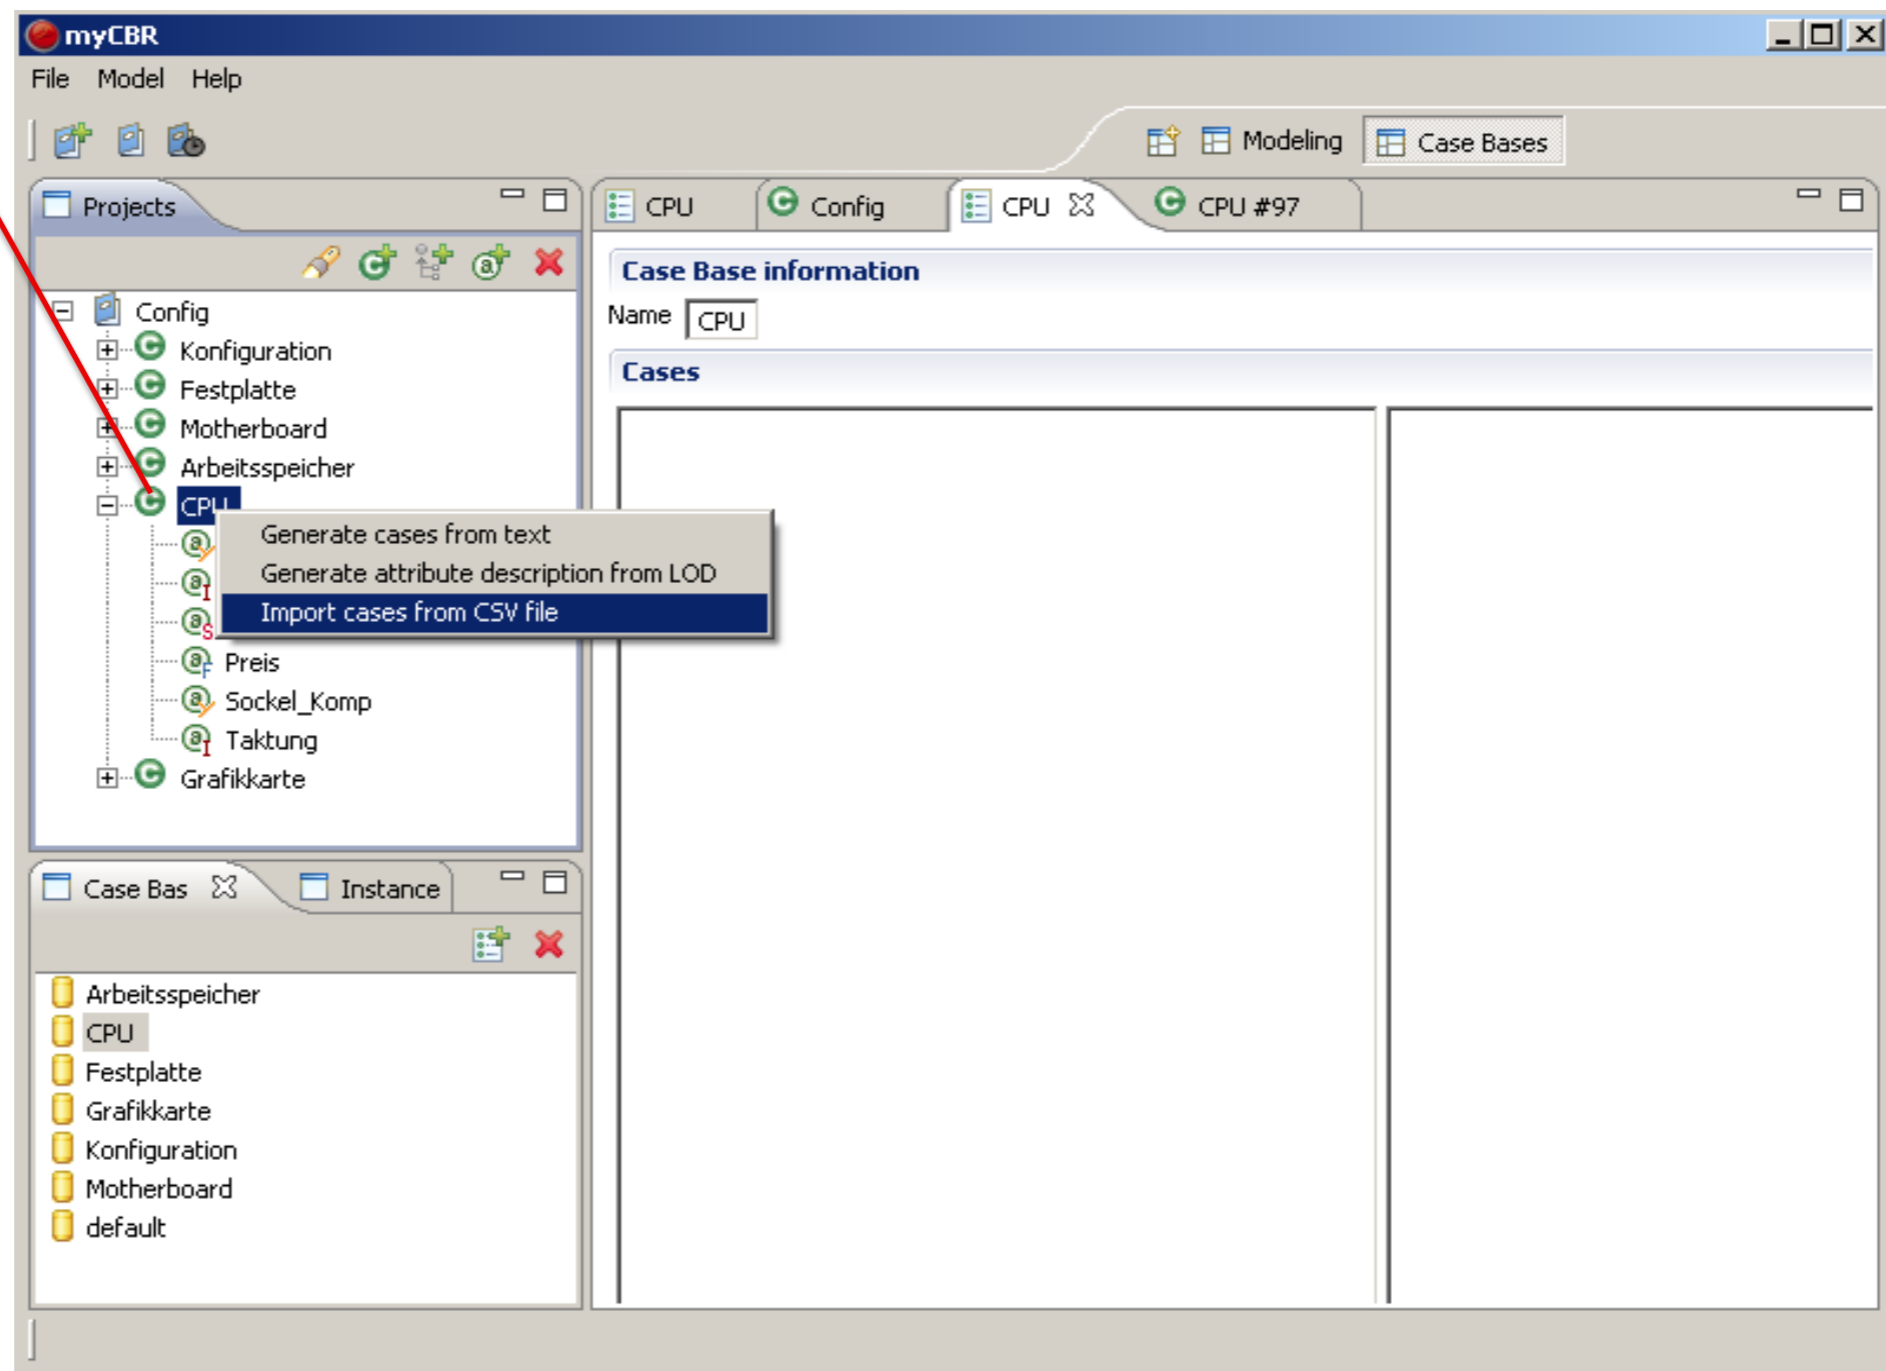 myCBR
File Model Help
Modeling Case Bases
Projects
CPU Config CPU CPU #97
Case Base information
Name CPU
Cases
Config
Konfiguration
Festplatte
Motherboard
Arbeitsspeicher
CPU
Generate cases from text
Generate attribute description from LOD
Import cases from CSV file
Preis
Sockel_Komp
Taktung
Grafikkarte
Case Bas Instance
Arbeitsspeicher
CPU
Festplatte
Grafikkarte
Konfiguration
Motherboard
default